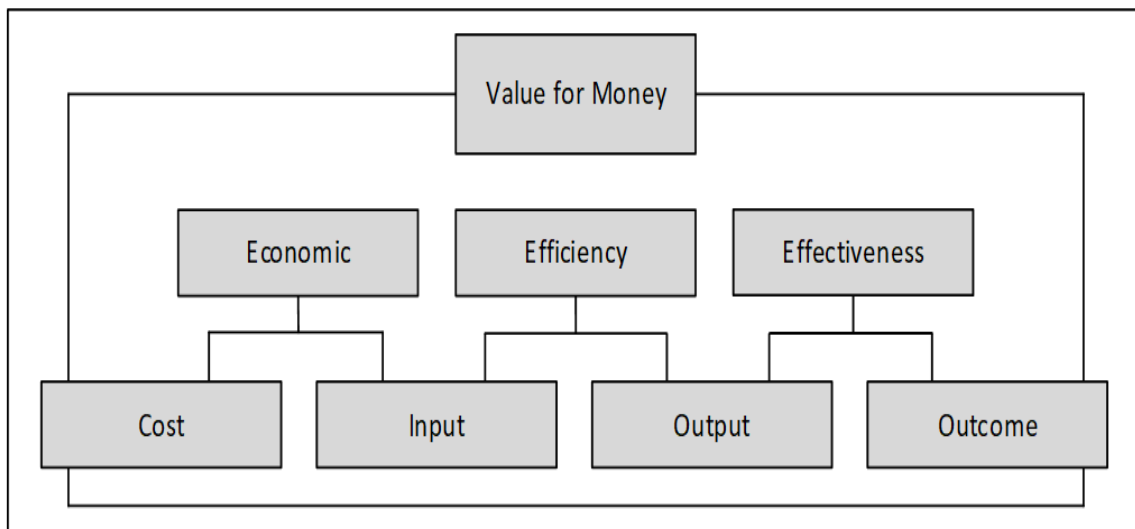 Value for Money
Economic
Efficiency
Effectiveness
Cost
Input
Output
Outcome